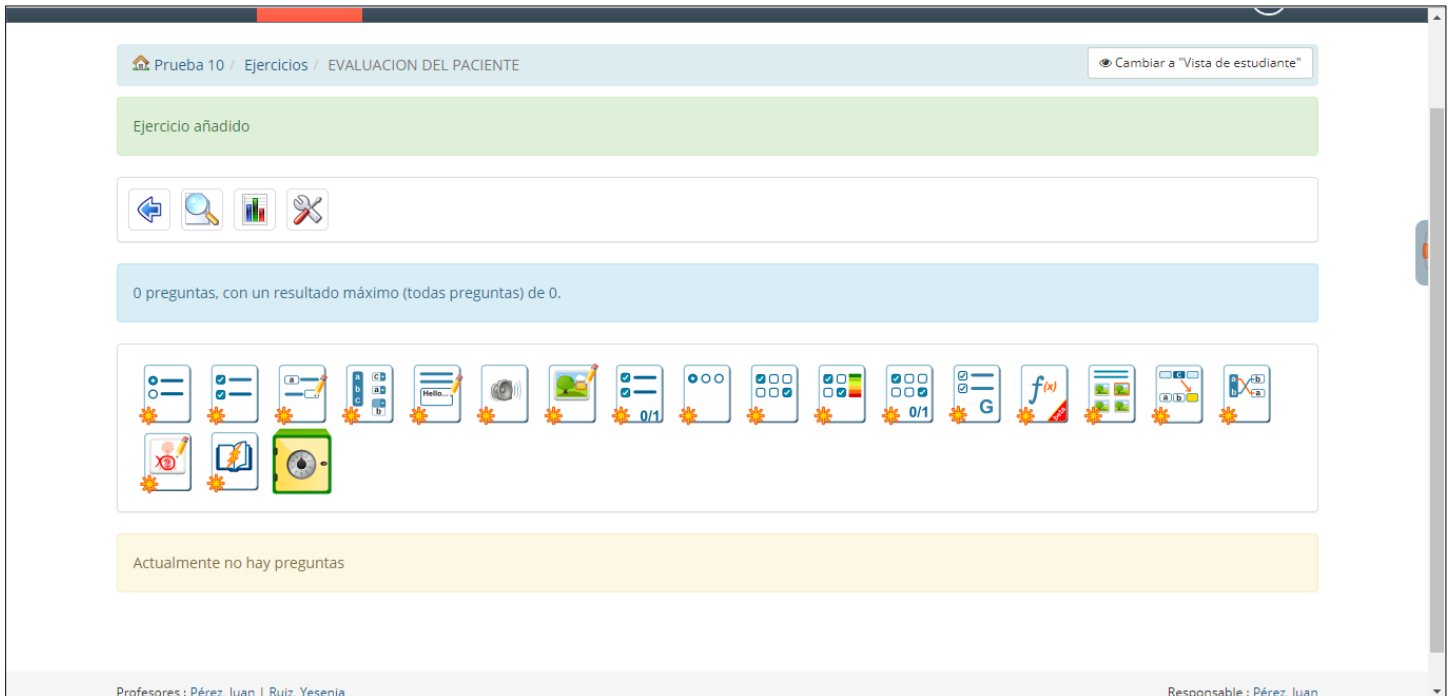 Prueba 10 / Ejercicios / EVALUACION DEL PACIENTE
Cambiar a "Vista de estudiante"
Ejercicio añadido
0 preguntas, con un resultado máximo (todas preguntas) de 0.
a
a b c
c a b
Hello...
0/1
0/1
G
f(x)
beta
c
a b
a b
b a
Actualmente no hay preguntas
Profesores : Pérez, Juan | Ruiz, Yesenia
Responsable : Pérez, Juan